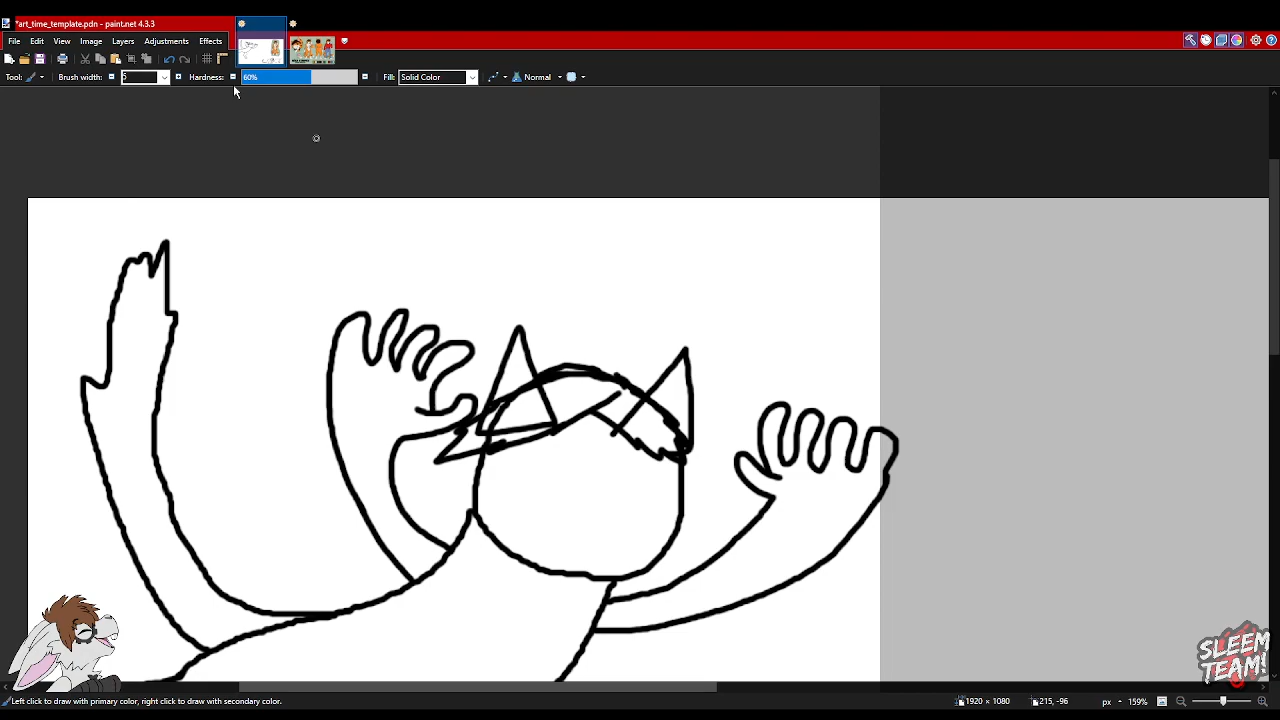 *art_time_template.pdn - paint.net 4.3.3
File Edit View Image Layers Adjustments Effects
Tool: Brush width: 5 Hardness: 60% Fill: Solid Color Normal
SLEEM
TEAM!
Left click to draw with primary color, right click to draw with secondary color. 1920 × 1080 215, -96 px 159%